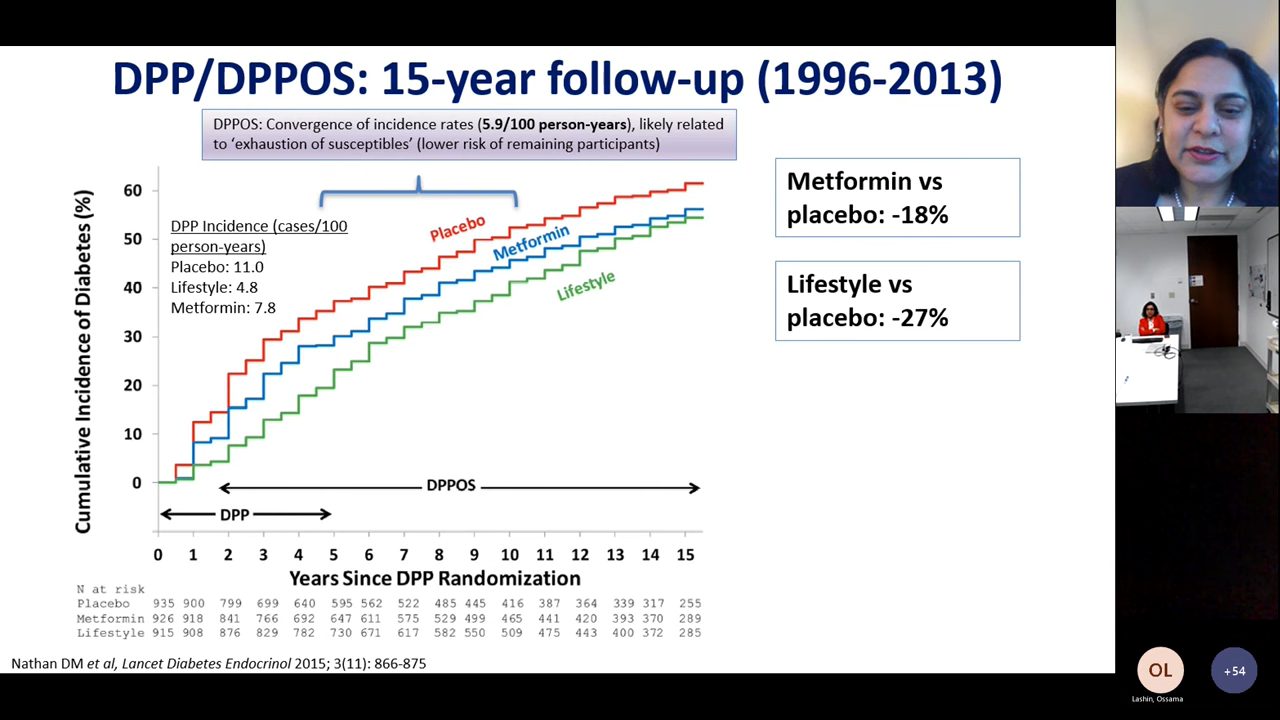 DPP/DPPOS: 15-year follow-up (1996-2013)
DPPOS: Convergence of incidence rates (5.9/100 person-years), likely related
to ‘exhaustion of susceptibles’ (lower risk of remaining participants)
Metformin vs
placebo: -18%
Lifestyle vs
placebo: -27%
Cumulative Incidence of Diabetes (%)
60
50
40
30
20
10
0
DPP Incidence (cases/100
person-years)
Placebo: 11.0
Lifestyle: 4.8
Metformin: 7.8
Placebo
Metformin
Lifestyle
DPPOS
DPP
0 1 2 3 4 5 6 7 8 9 10 11 12 13 14 15
Years Since DPP Randomization
N at risk
Placebo 935 900 799 699 640 595 562 522 485 445 416 387 364 339 317 255
Metformin 926 918 841 766 692 647 611 575 529 499 465 441 420 393 370 289
Lifestyle 915 908 876 829 782 730 671 617 582 550 509 475 443 400 372 285
Nathan DM et al, Lancet Diabetes Endocrinol 2015; 3(11): 866-875
OL
+54
Lashin, Ossama